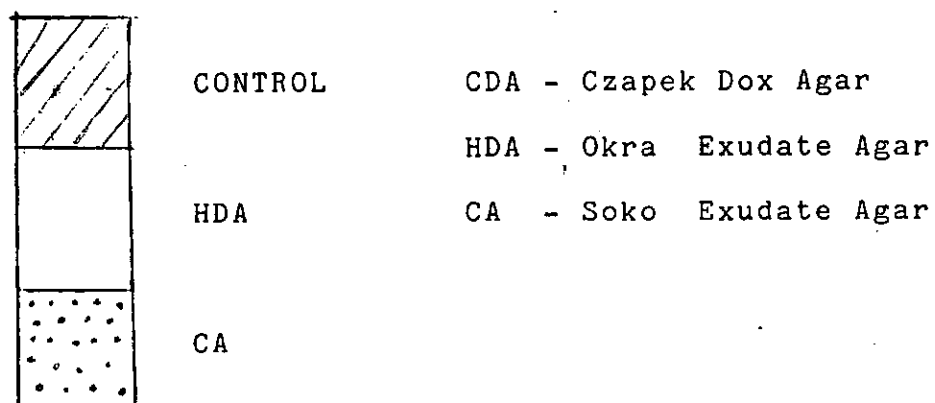 CONTROL CDA - Czapek Dox Agar
HDA - Okra Exudate Agar
HDA CA - Soko Exudate Agar
CA